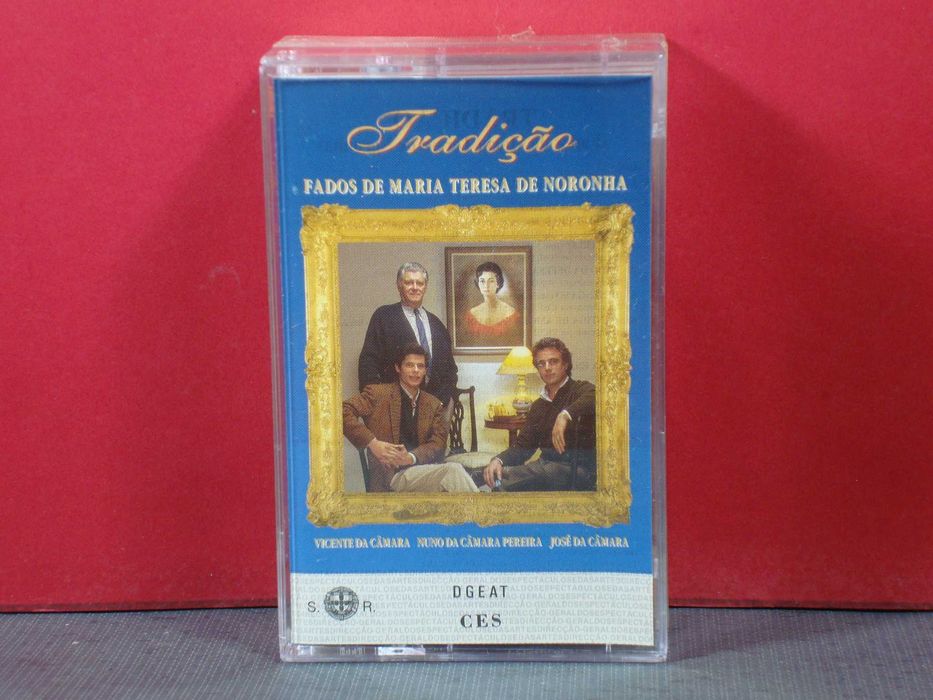 Tradição
FADOS DE MARIA TERESA DE NORONHA
VICENTE DA CÂMARA NUNO DA CÂMARA PEREIRA JOSÉ DA CÂMARA
DGEAT
S. R.
CES